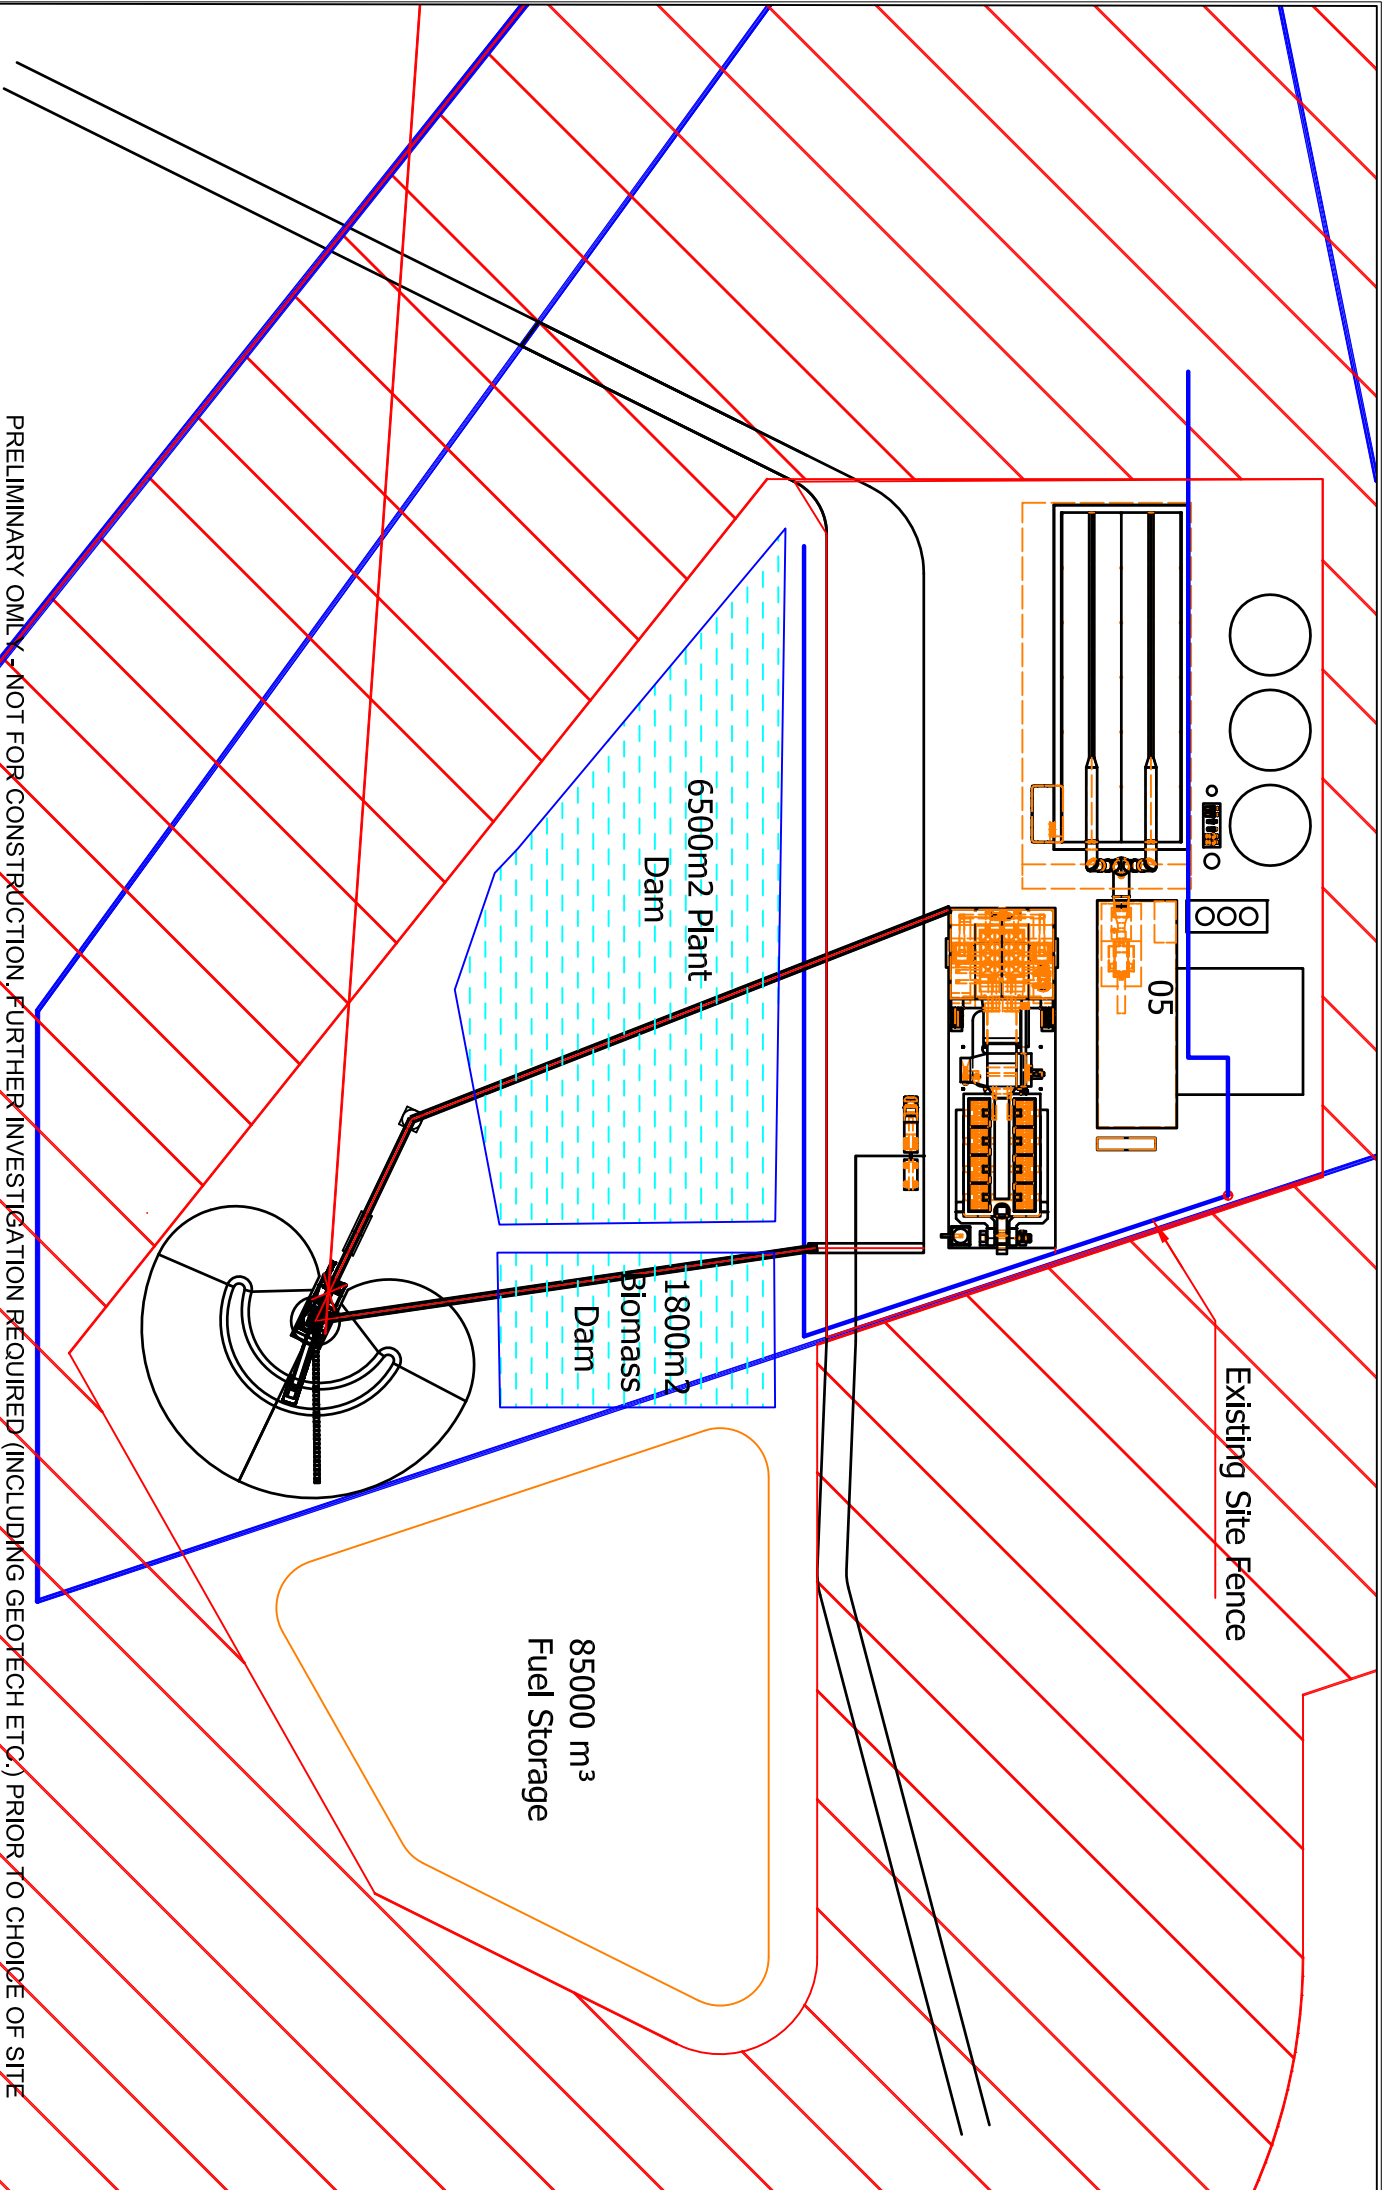 05
Existing Site Fence
6500m2 Plant
Dam
1800m2
Biomass
Dam
85000 m³
Fuel Storage
PRELIMINARY OMLY - NOT FOR CONSTRUCTION. FURTHER INVESTIGATION REQUIRED (INCLUDING GEOTECH ETC.) PRIOR TO CHOICE OF SITE